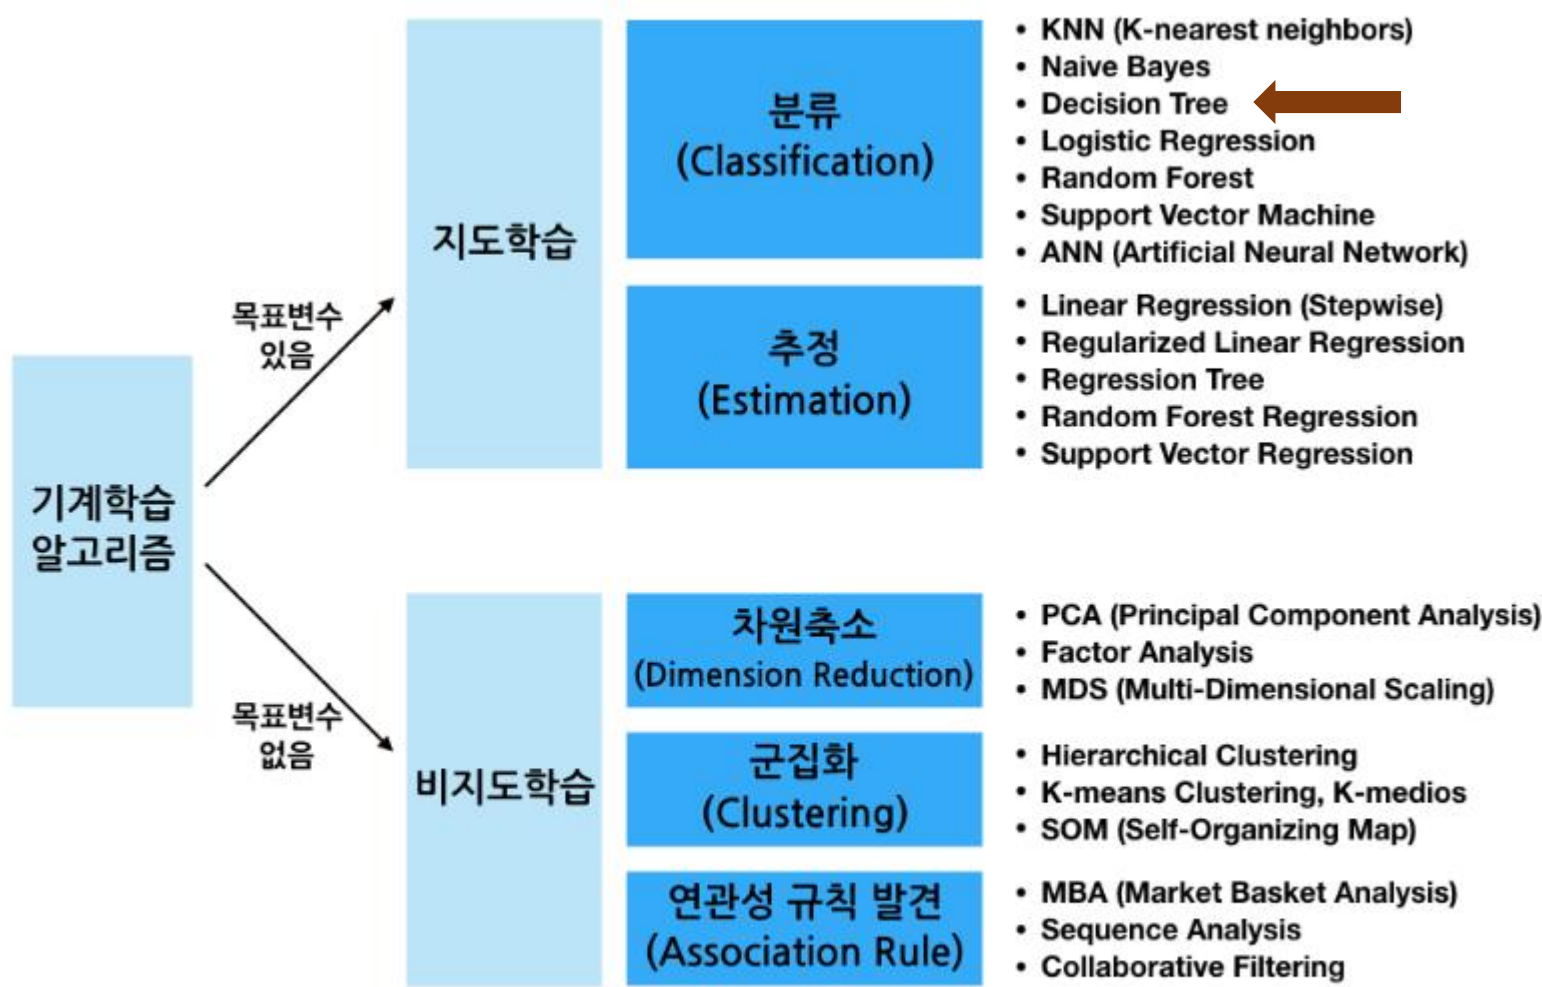 기계학습
알고리즘
목표변수
있음
지도학습
분류
(Classification)
• KNN (K-nearest neighbors)
• Naive Bayes
• Decision Tree
• Logistic Regression
• Random Forest
• Support Vector Machine
• ANN (Artificial Neural Network)
추정
(Estimation)
• Linear Regression (Stepwise)
• Regularized Linear Regression
• Regression Tree
• Random Forest Regression
• Support Vector Regression
목표변수
없음
비지도학습
차원축소
(Dimension Reduction)
• PCA (Principal Component Analysis)
• Factor Analysis
• MDS (Multi-Dimensional Scaling)
군집화
(Clustering)
• Hierarchical Clustering
• K-means Clustering, K-medios
• SOM (Self-Organizing Map)
연관성 규칙 발견
(Association Rule)
• MBA (Market Basket Analysis)
• Sequence Analysis
• Collaborative Filtering